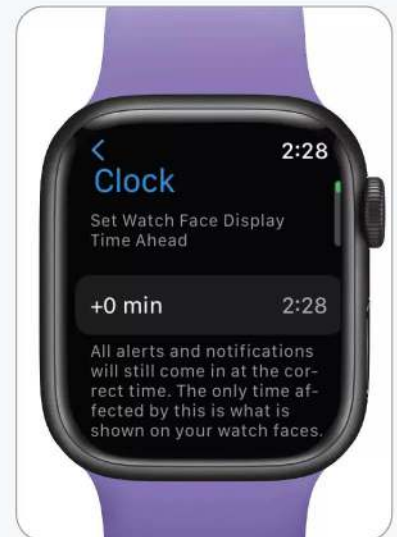 2:28
Clock
Set Watch Face Display
Time Ahead
+0 min 2:28
All alerts and notifications
will still come in at the cor-
rect time. The only time af-
fected by this is what is
shown on your watch faces.